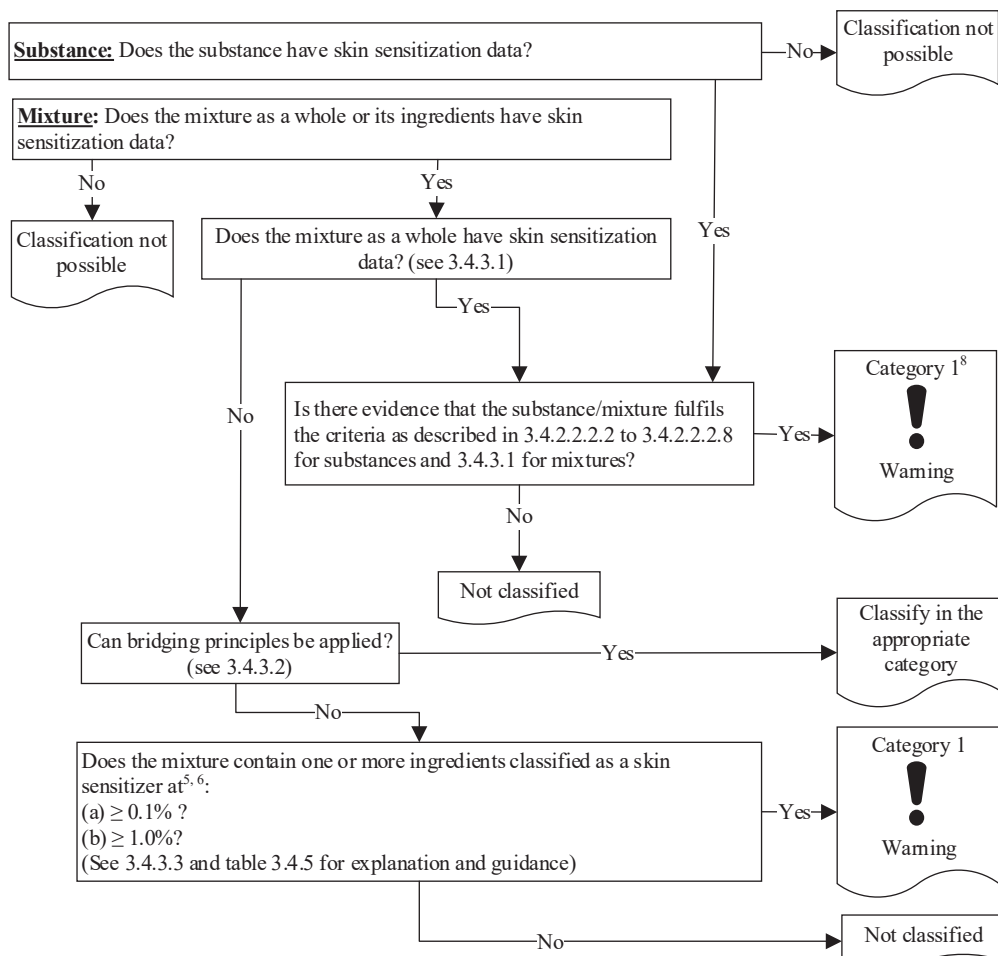 Substance: Does the substance have skin sensitization data?
No
Classification not
possible
Mixture: Does the mixture as a whole or its ingredients have skin
sensitization data?
No
Yes
Classification not
possible
Does the mixture as a whole have skin sensitization
data? (see 3.4.3.1)
Yes
Yes
No
Is there evidence that the substance/mixture fulfils
the criteria as described in 3.4.2.2.2.2 to 3.4.2.2.2.8
for substances and 3.4.3.1 for mixtures?
Yes
Category 1⁸
Warning
No
Not classified
Can bridging principles be applied?
(see 3.4.3.2)
Yes
Classify in the
appropriate
category
No
Does the mixture contain one or more ingredients classified as a skin
sensitizer at⁵, ⁶:
(a) ≥ 0.1% ?
(b) ≥ 1.0%?
(See 3.4.3.3 and table 3.4.5 for explanation and guidance)
Yes
Category 1
Warning
No
Not classified